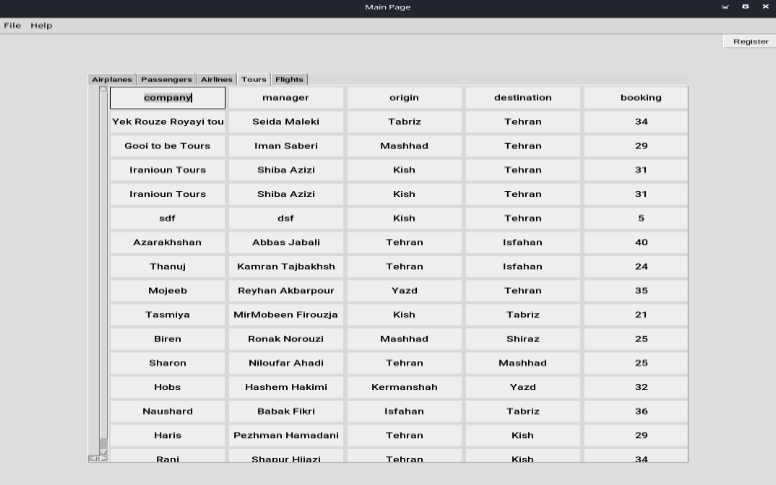 Main Page
File Help
Register
Airplanes Passengers Airlines Tours Flights
company manager origin destination booking
Yek Rouze Royayi tou Seida Maleki Tabriz Tehran 34
Gooi to be Tours Iman Saberi Mashhad Tehran 29
Iranioun Tours Shiba Azizi Kish Tehran 31
Iranioun Tours Shiba Azizi Kish Tehran 31
sdf dsf Kish Tehran 5
Azarakhshan Abbas Jabali Tehran Isfahan 40
Thanuj Kamran Tajbakhsh Tehran Isfahan 24
Mojeeb Reyhan Akbarpour Yazd Tehran 35
Tasmiya MirMobeen Firouzja Kish Tabriz 21
Biren Ronak Norouzi Mashhad Shiraz 25
Sharon Niloufar Ahadi Tehran Mashhad 25
Hobs Hashem Hakimi Kermanshah Yazd 32
Naushard Babak Fikri Isfahan Tabriz 36
Haris Pezhman Hamadani Tehran Kish 29
Rani Shapur Hijazi Tehran Kish 34